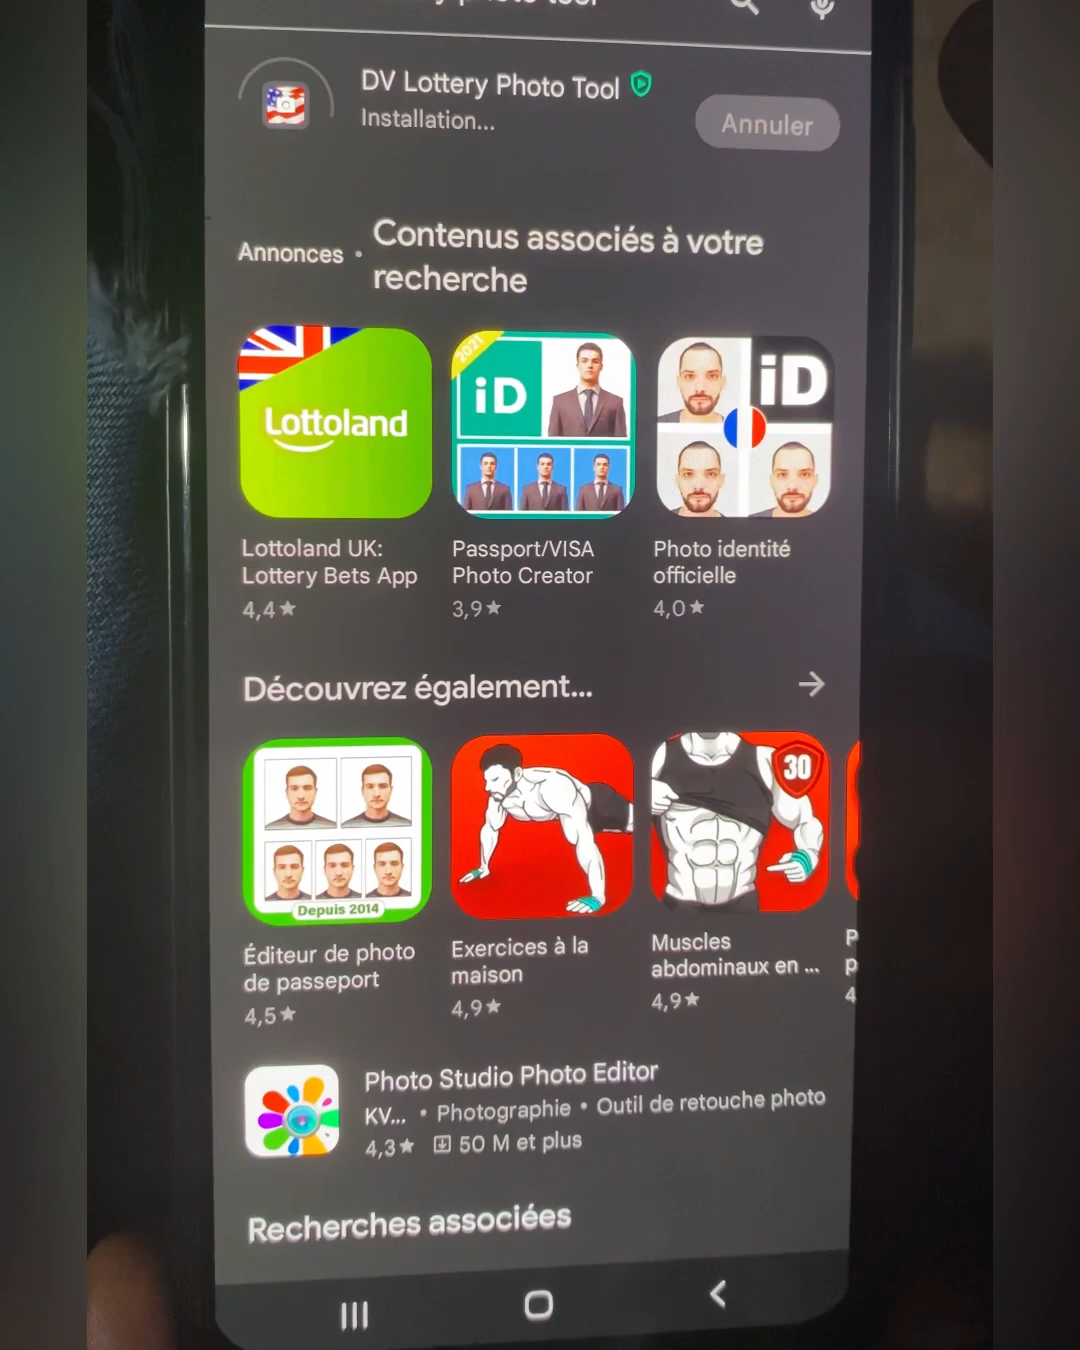 DV Lottery Photo Tool
Installation...
Annuler
Annonces • Contenus associés à votre
recherche
Lottoland
2021
iD
iD
Lottoland UK:
Lottery Bets App
4,4★
Passport/VISA
Photo Creator
3,9★
Photo identité
officielle
4,0★
Découvrez également...
Depuis 2014
30
Éditeur de photo
de passeport
4,5★
Exercices à la
maison
4,9★
Muscles
abdominaux en ...
4,9★
P
p
4
Photo Studio Photo Editor
KV... • Photographie • Outil de retouche photo
4,3★ 50 M et plus
Recherches associées